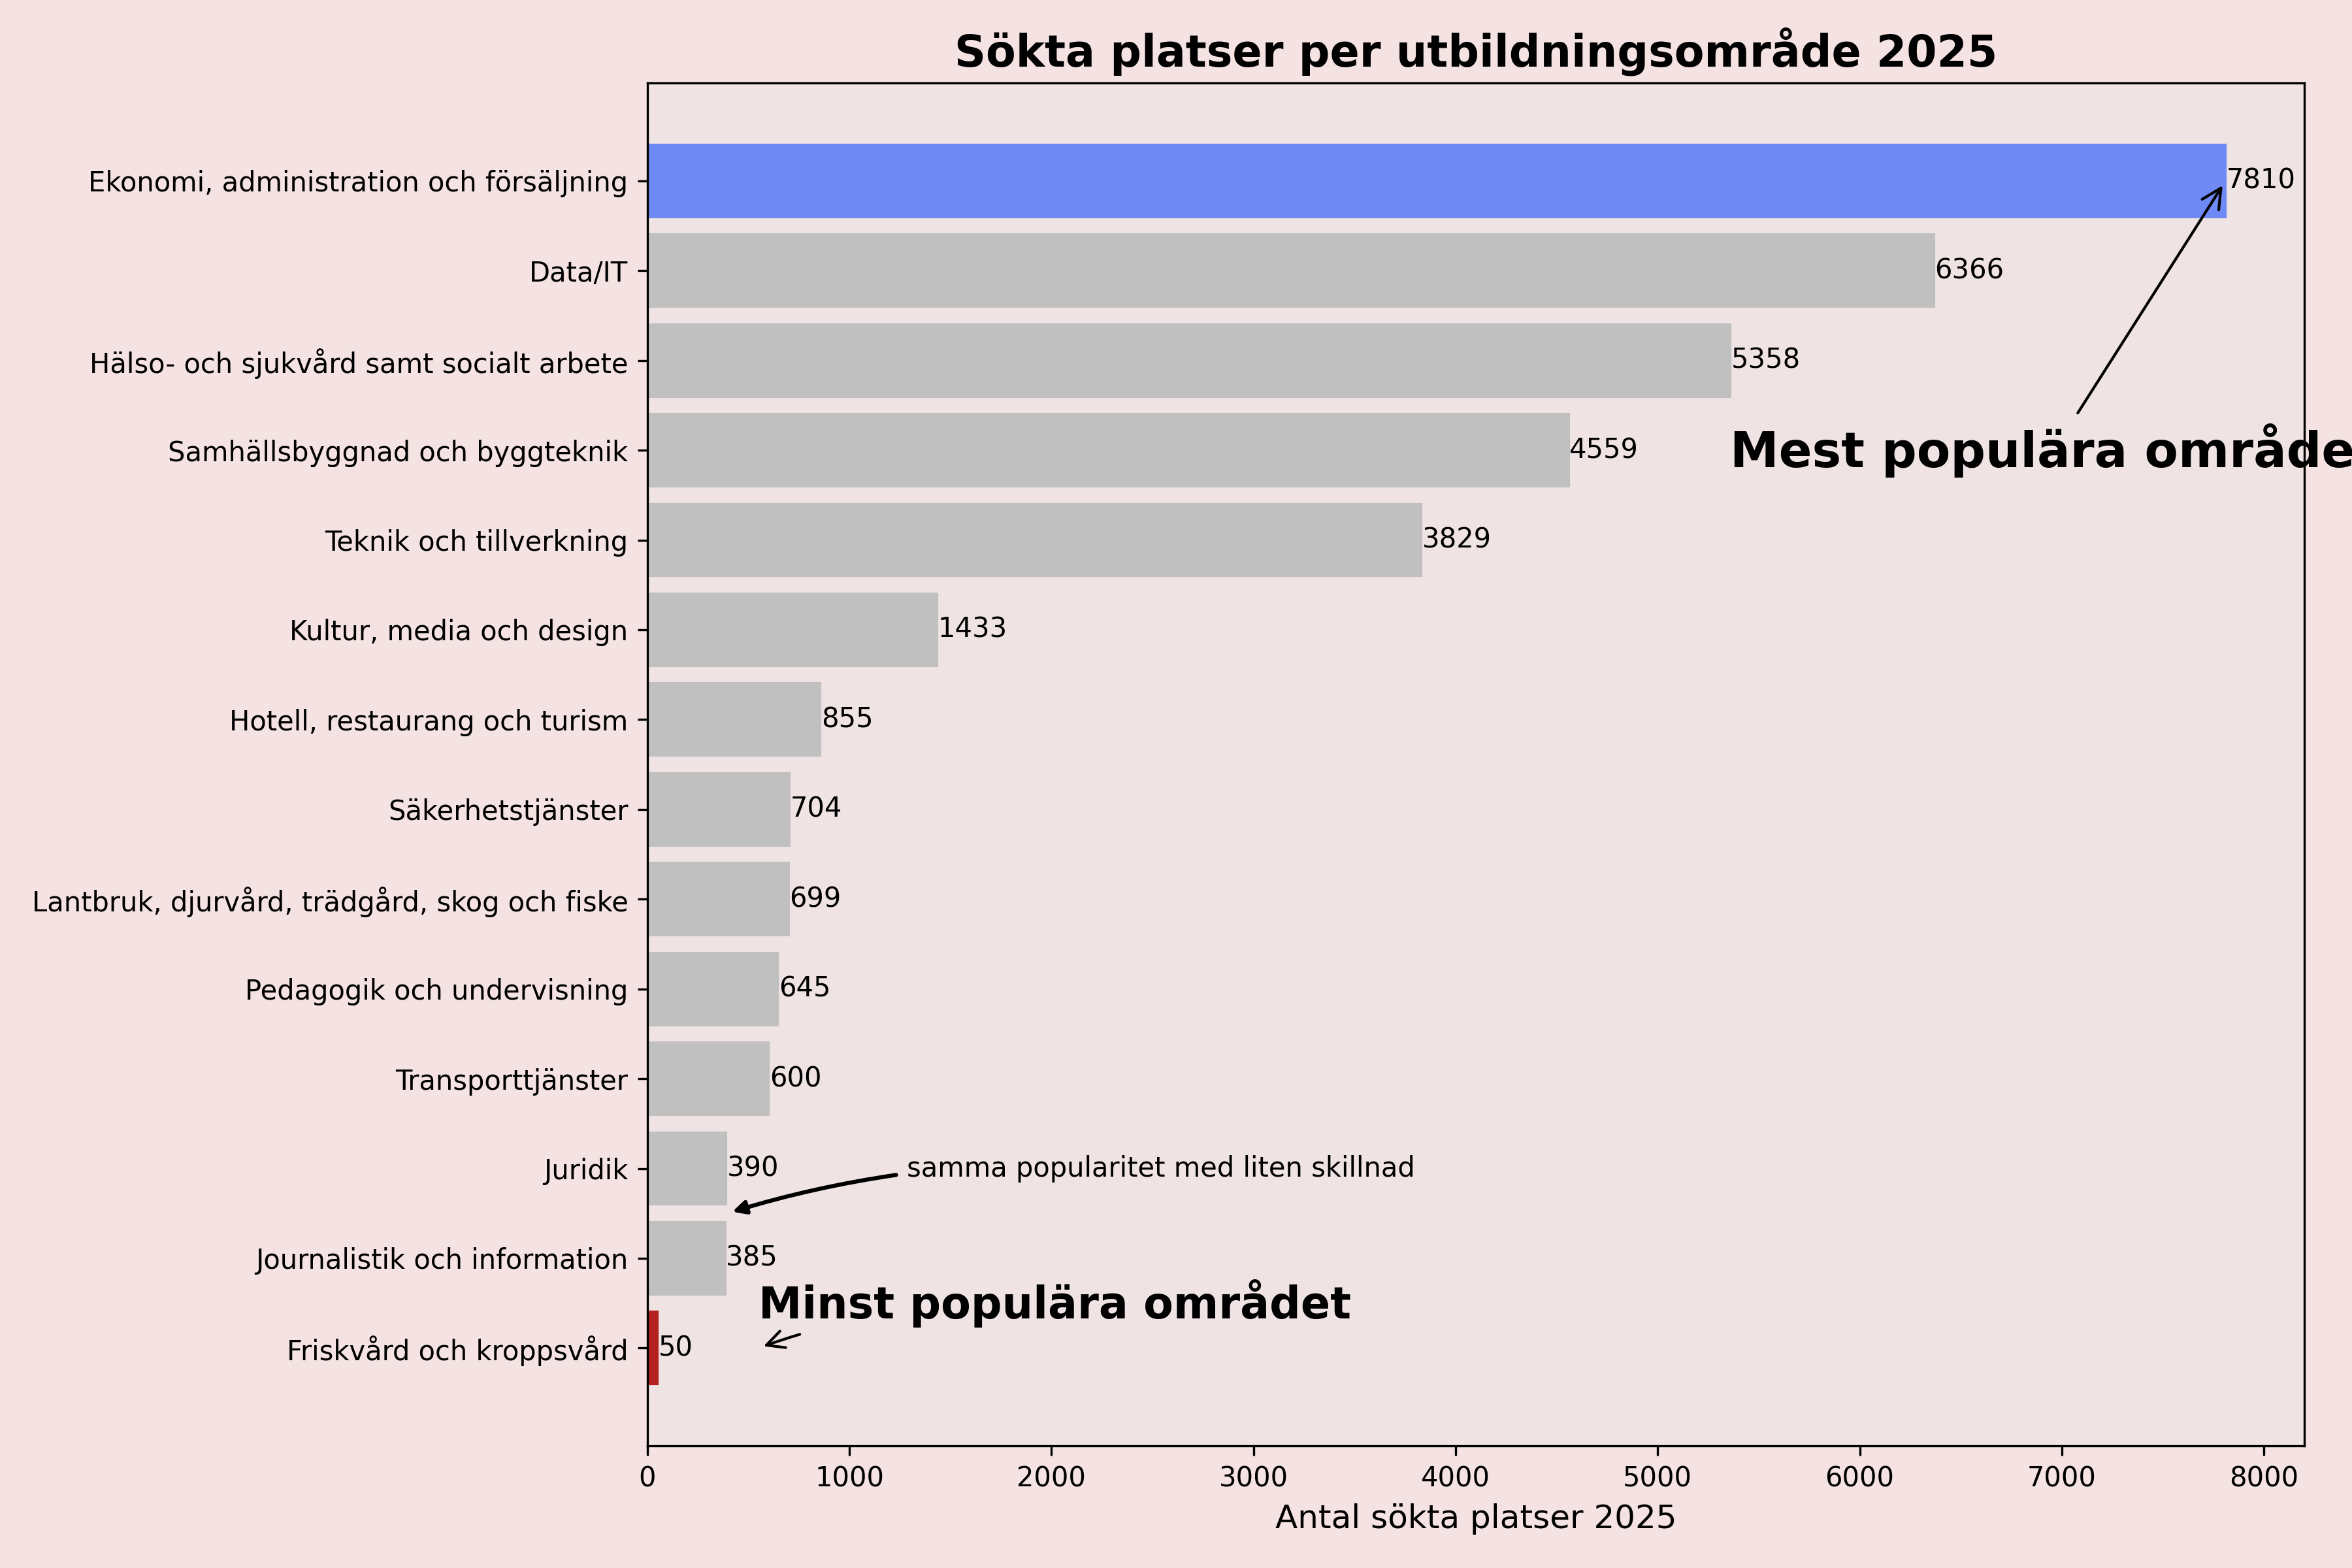 Sökta platser per utbildningsområde 2025
Ekonomi, administration och försäljning
7810
Data/IT
6366
Hälso- och sjukvård samt socialt arbete
5358
Samhällsbyggnad och byggteknik
4559
Mest populära område
Teknik och tillverkning
3829
Kultur, media och design
1433
Hotell, restaurang och turism
855
Säkerhetstjänster
704
Lantbruk, djurvård, trädgård, skog och fiske
699
Pedagogik och undervisning
645
Transporttjänster
600
Juridik
390
samma popularitet med liten skillnad
Journalistik och information
385
Minst populära området
Friskvård och kroppsvård
50
0 1000 2000 3000 4000 5000 6000 7000 8000
Antal sökta platser 2025